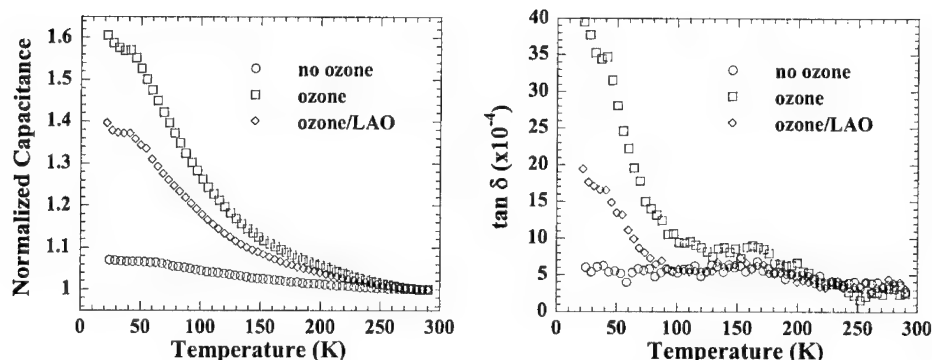 Normalized Capacitance
1.6
1.5
1.4
1.3
1.2
1.1
1
no ozone
ozone
ozone/LAO
0 50 100 150 200 250 300
Temperature (K)
tan δ (x10⁻⁴)
40
35
30
25
20
15
10
5
0
no ozone
ozone
ozone/LAO
0 50 100 150 200 250 300
Temperature (K)